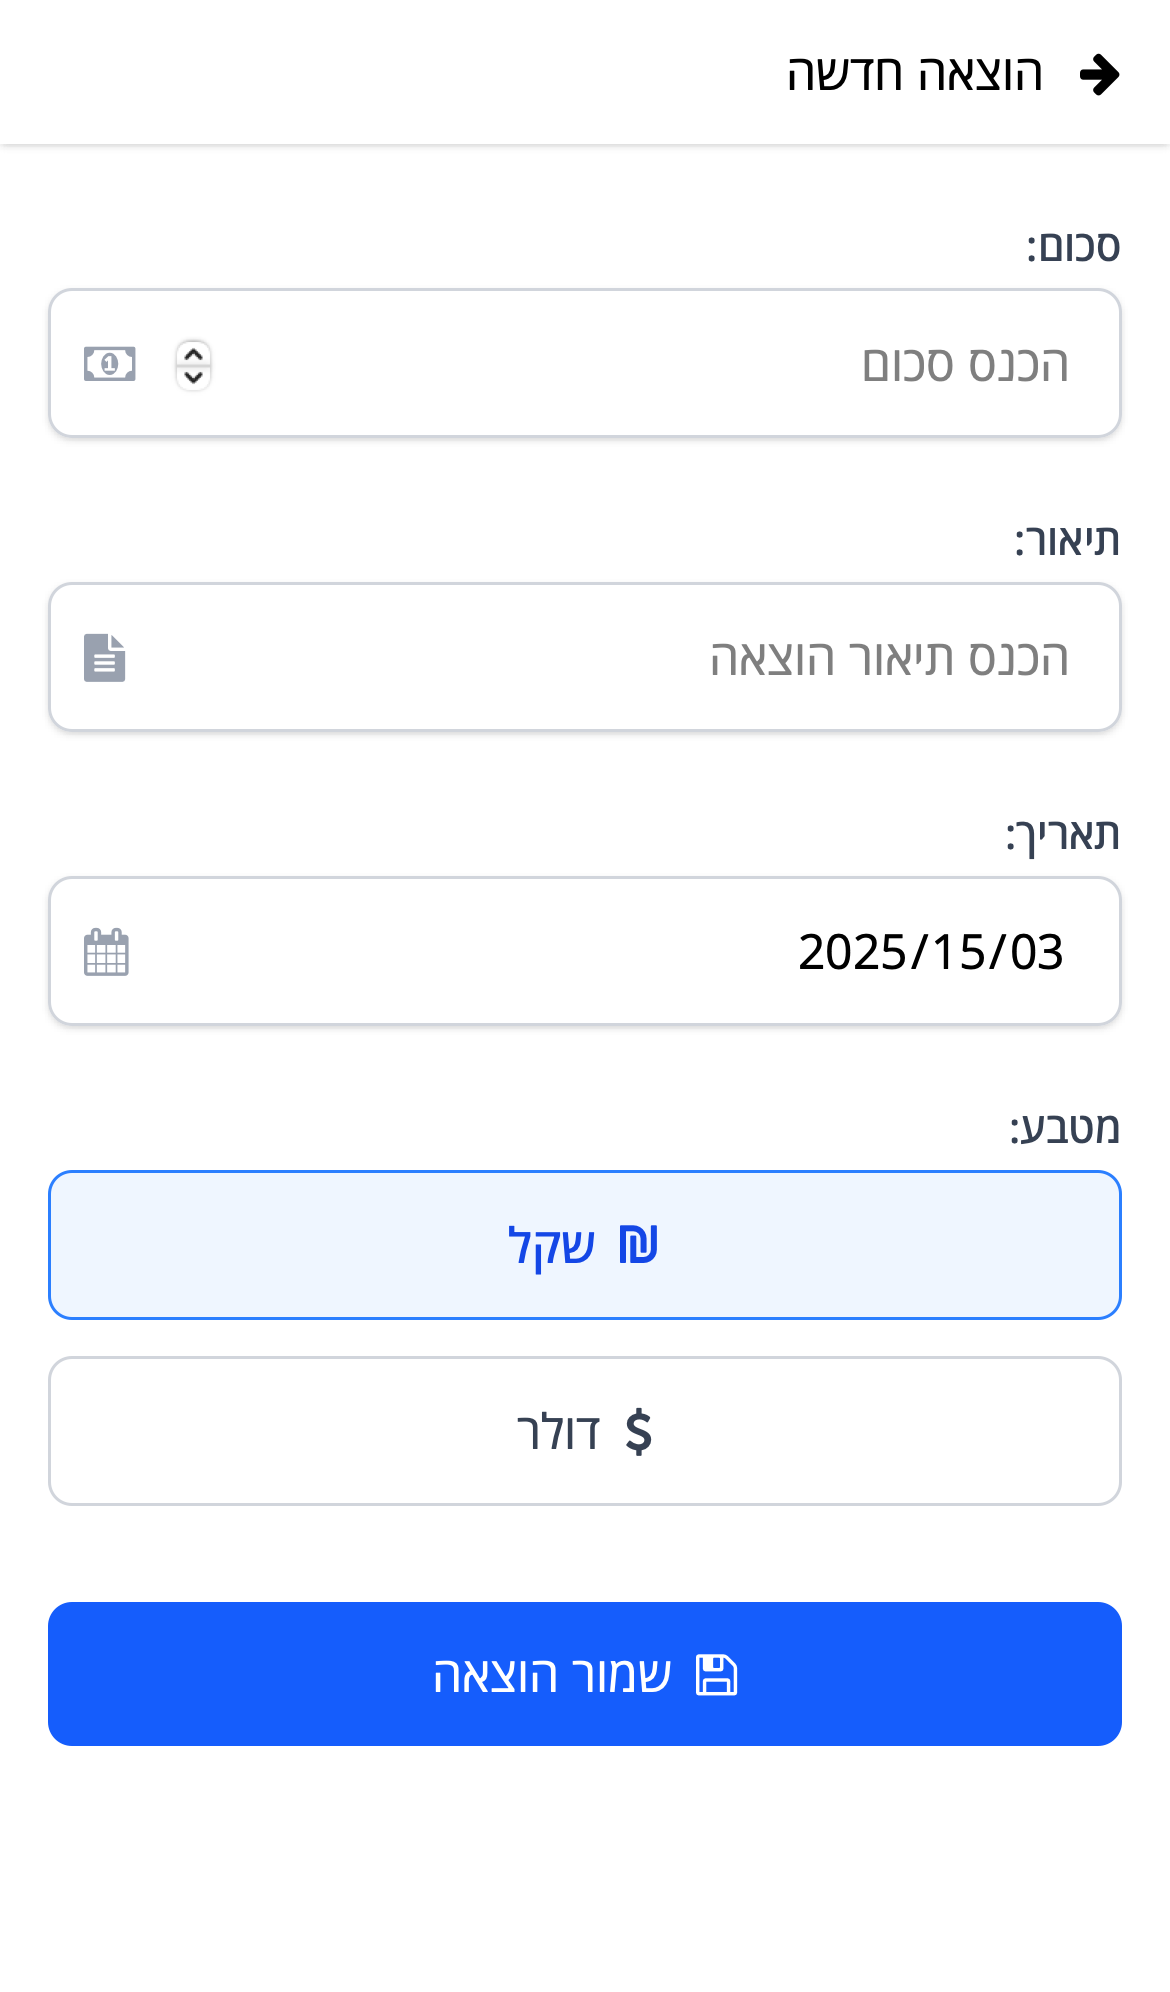 הוצאה חדשה
סכום:
הכנס סכום
תיאור:
הכנס תיאור הוצאה
תאריך:
2025/15/03
מטבע:
₪ שקל
$ דולר
שמור הוצאה